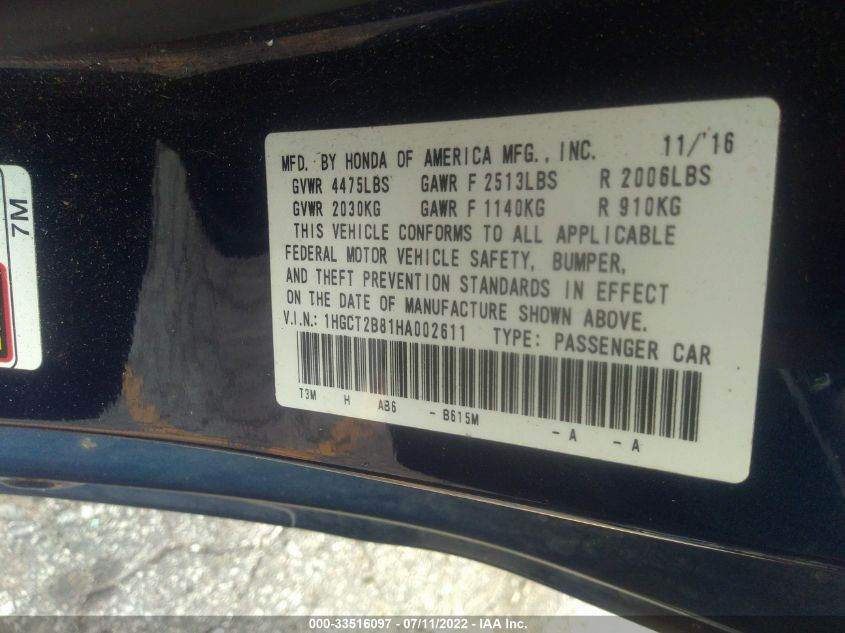 MFD. BY HONDA OF AMERICA MFG., INC. 11/'16
GVWR 4475LBS GAWR F 2513LBS R 2006LBS
GVWR 2030KG GAWR F 1140KG R 910KG
THIS VEHICLE CONFORMS TO ALL APPLICABLE
FEDERAL MOTOR VEHICLE SAFETY, BUMPER,
AND THEFT PREVENTION STANDARDS IN EFFECT
ON THE DATE OF MANUFACTURE SHOWN ABOVE.
V.I.N.: 1HGCT2B81HA002611 TYPE: PASSENGER CAR
T3M H AB6 - B615M - A - A
7M
000-33516097 - 07/11/2022 - IAA Inc.